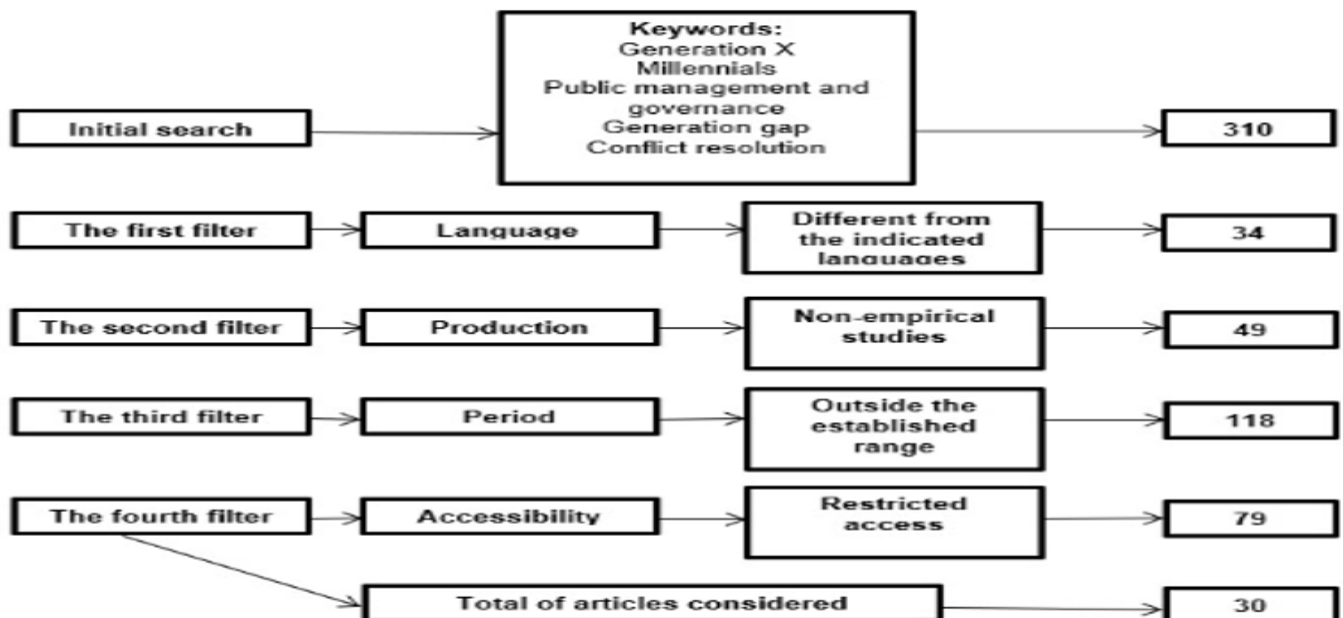 Keywords:
Generation X
Millennials
Public management and
governance
Generation gap
Conflict resolution
Initial search
310
The first filter
Language
Different from
the indicated
languages
34
The second filter
Production
Non-empirical
studies
49
The third filter
Period
Outside the
established
range
118
The fourth filter
Accessibility
Restricted
access
79
Total of articles considered
30